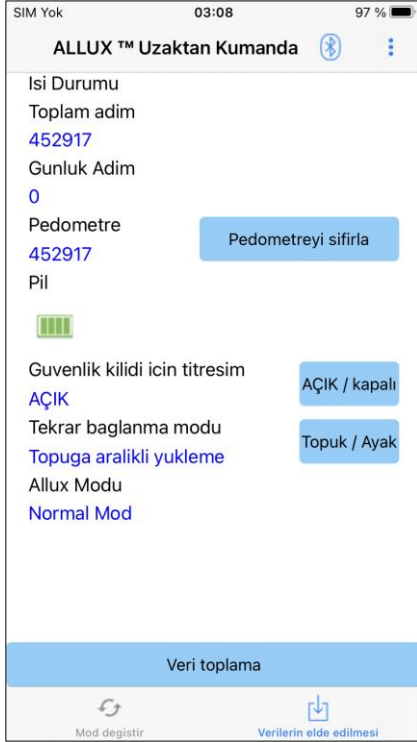 SIM Yok 03:08 97 %
ALLUX ™ Uzaktan Kumanda
Isi Durumu
Toplam adim
452917
Gunluk Adim
0
Pedometre
452917
Pedometreyi sifirla
Pil
Guvenlik kilidi icin titresim
AÇIK
AÇIK / kapalı
Tekrar baglanma modu
Topuga aralikli yukleme
Topuk / Ayak
Allux Modu
Normal Mod
Veri toplama
Mod degistir
Verilerin elde edilmesi